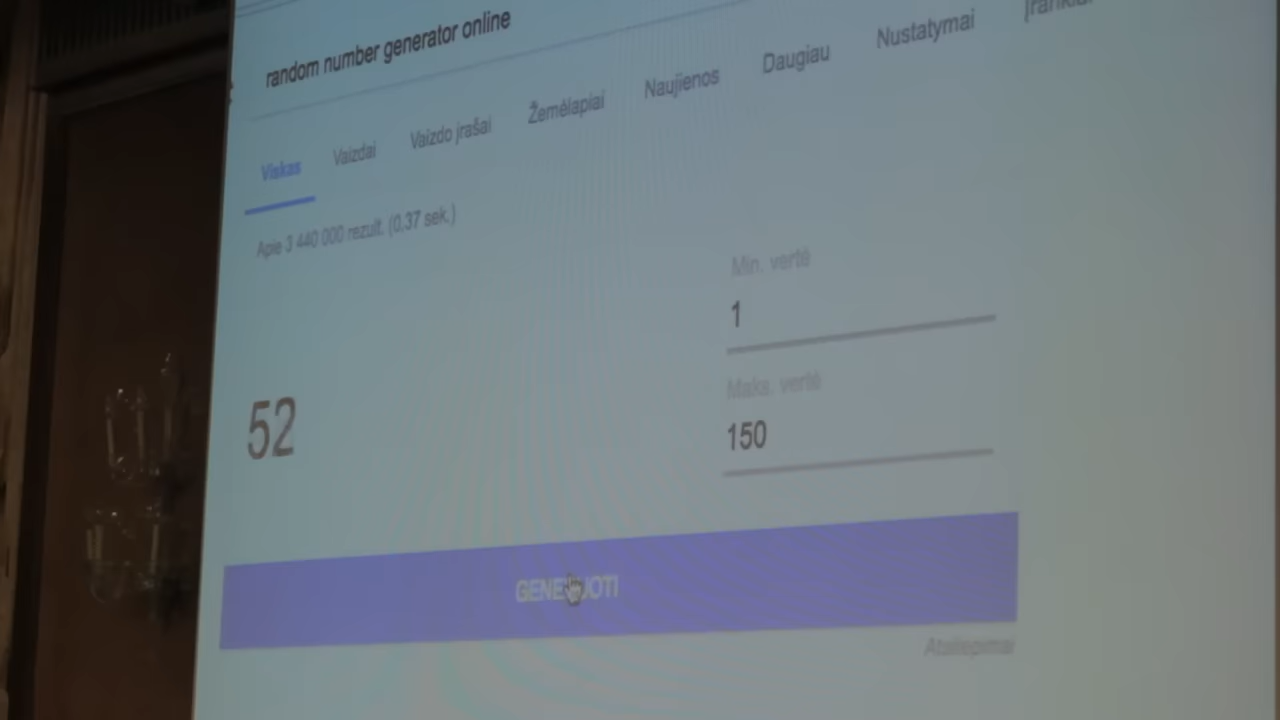 random number generator online
Viskas Vaizdai Vaizdo įrašai Žemėlapiai Naujienos Daugiau Nustatymai
Apie 3 440 000 rezult. (0,37 sek.)
Min. vertė
1
52
Maks. vertė
150
Atsiliepimai